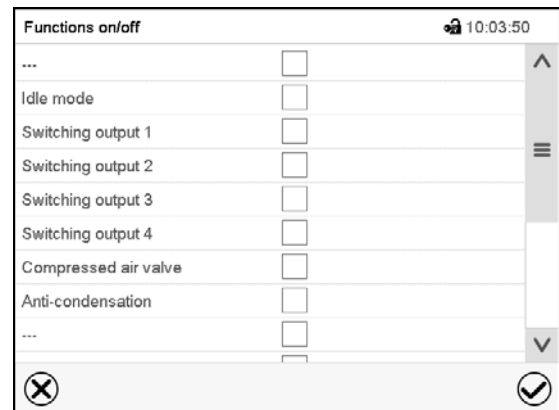 Functions on/off 10:03:50
---
Idle mode
Switching output 1
Switching output 2
Switching output 3
Switching output 4
Compressed air valve
Anti-condensation
---